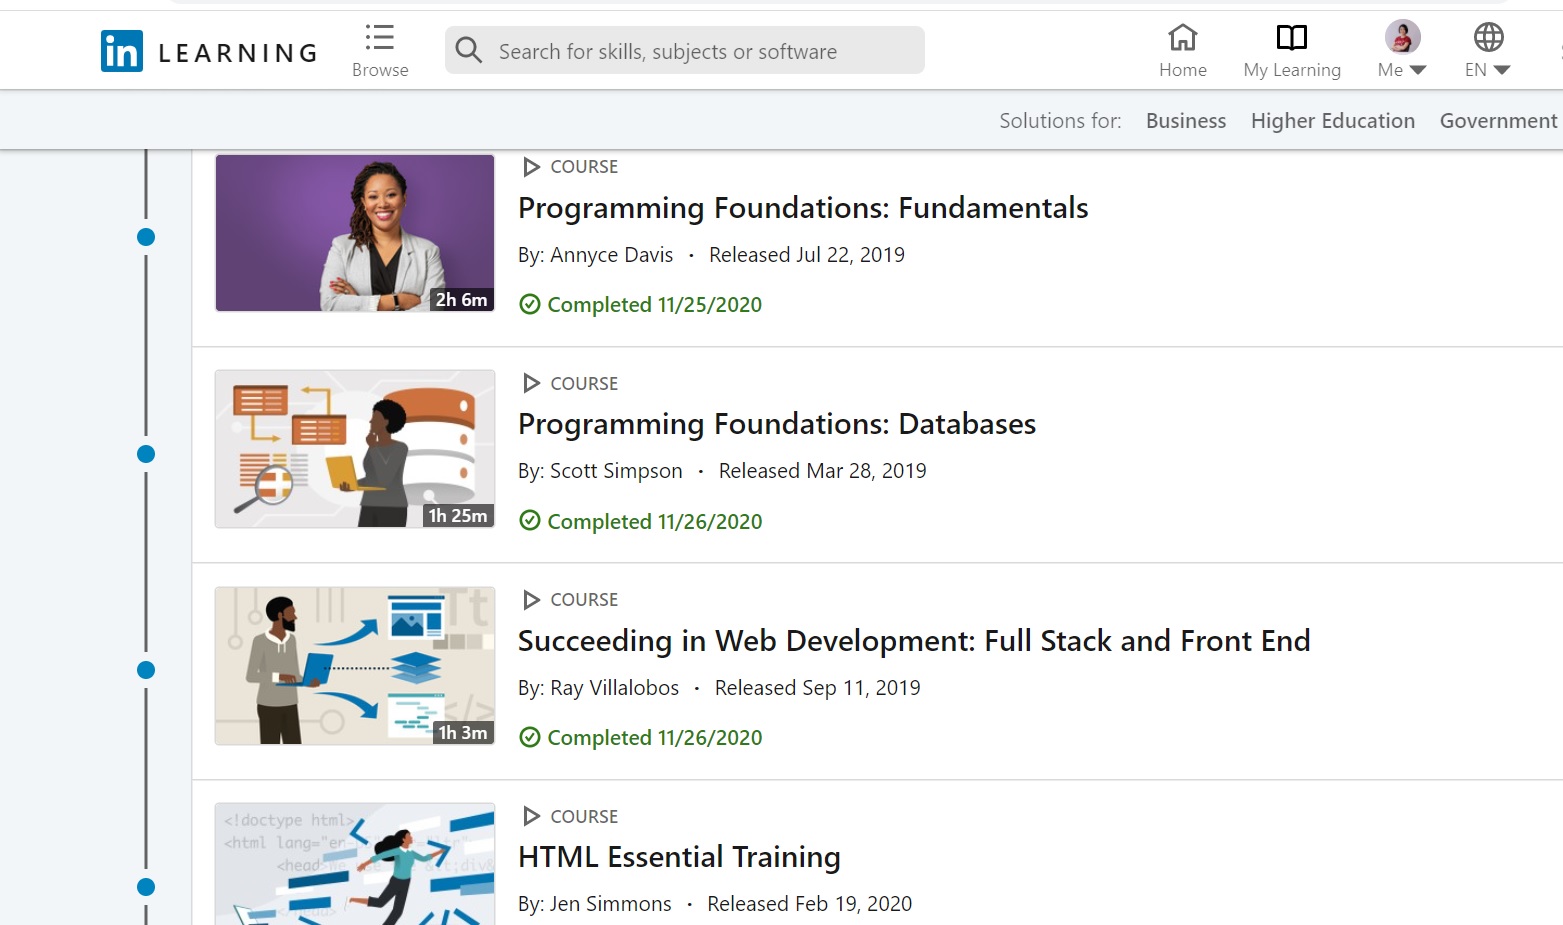 in LEARNING
Browse
Search for skills, subjects or software
Home
My Learning
Me
EN
Solutions for: Business Higher Education Government
COURSE
Programming Foundations: Fundamentals
By: Annyce Davis · Released Jul 22, 2019
Completed 11/25/2020
2h 6m
COURSE
Programming Foundations: Databases
By: Scott Simpson · Released Mar 28, 2019
Completed 11/26/2020
1h 25m
COURSE
Succeeding in Web Development: Full Stack and Front End
By: Ray Villalobos · Released Sep 11, 2019
Completed 11/26/2020
Tt
</>
1h 3m
COURSE
HTML Essential Training
By: Jen Simmons · Released Feb 19, 2020
<!doctype html>
<html lang="en-
<head>
</head>